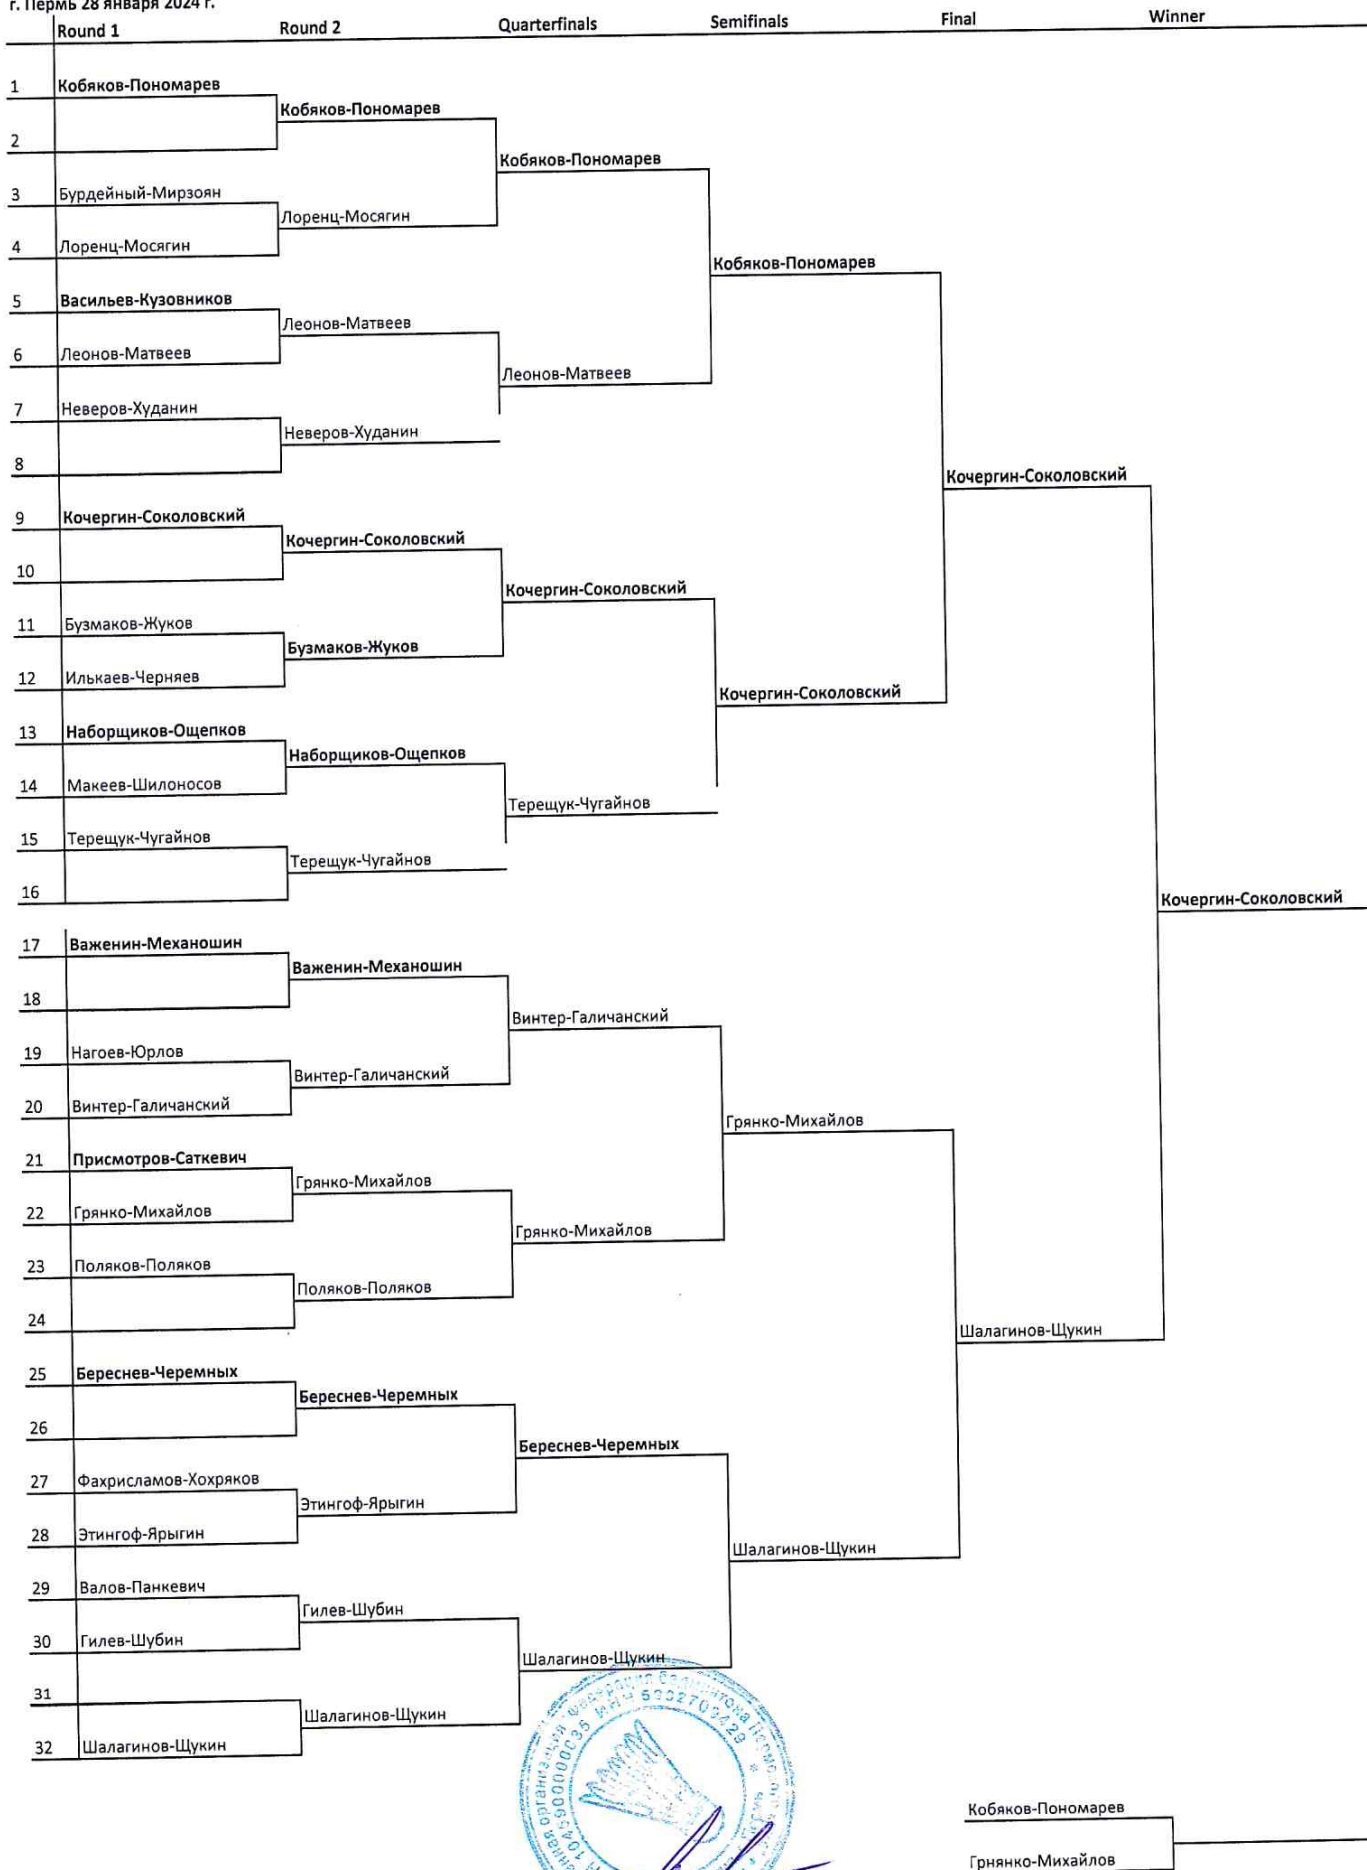 г. Пермь 28 января 2024 г.
Round 1 Round 2 Quarterfinals Semifinals Final Winner
1 Кобяков-Пономарев
Кобяков-Пономарев
2
Кобяков-Пономарев
3 Бурдейный-Мирзоян
Лоренц-Мосягин
4 Лоренц-Мосягин
Кобяков-Пономарев
5 Васильев-Кузовников
Леонов-Матвеев
6 Леонов-Матвеев
Леонов-Матвеев
7 Неверов-Худанин
Неверов-Худанин
8
Кочергин-Соколовский
9 Кочергин-Соколовский
Кочергин-Соколовский
10
Кочергин-Соколовский
11 Бузмаков-Жуков
Бузмаков-Жуков
12 Илькаев-Черняев
Кочергин-Соколовский
13 Наборщиков-Ощепков
Наборщиков-Ощепков
14 Макеев-Шилоносов
Терещук-Чугайнов
15 Терещук-Чугайнов
Терещук-Чугайнов
16
Кочергин-Соколовский
17 Важенин-Механошин
Важенин-Механошин
18
Винтер-Галичанский
19 Нагоев-Юрлов
Винтер-Галичанский
20 Винтер-Галичанский
Грянко-Михайлов
21 Присмотров-Саткевич
Грянко-Михайлов
22 Грянко-Михайлов
Грянко-Михайлов
23 Поляков-Поляков
Поляков-Поляков
24
Шалагинов-Щукин
25 Береснев-Черемных
Береснев-Черемных
26
Береснев-Черемных
27 Фахрисламов-Хохряков
Этингоф-Ярыгин
28 Этингоф-Ярыгин
Шалагинов-Щукин
29 Валов-Панкевич
Гилев-Шубин
30 Гилев-Шубин
Шалагинов-Щукин
31
Шалагинов-Щукин
32 Шалагинов-Щукин
Кобяков-Пономарев
Грнянко-Михайлов